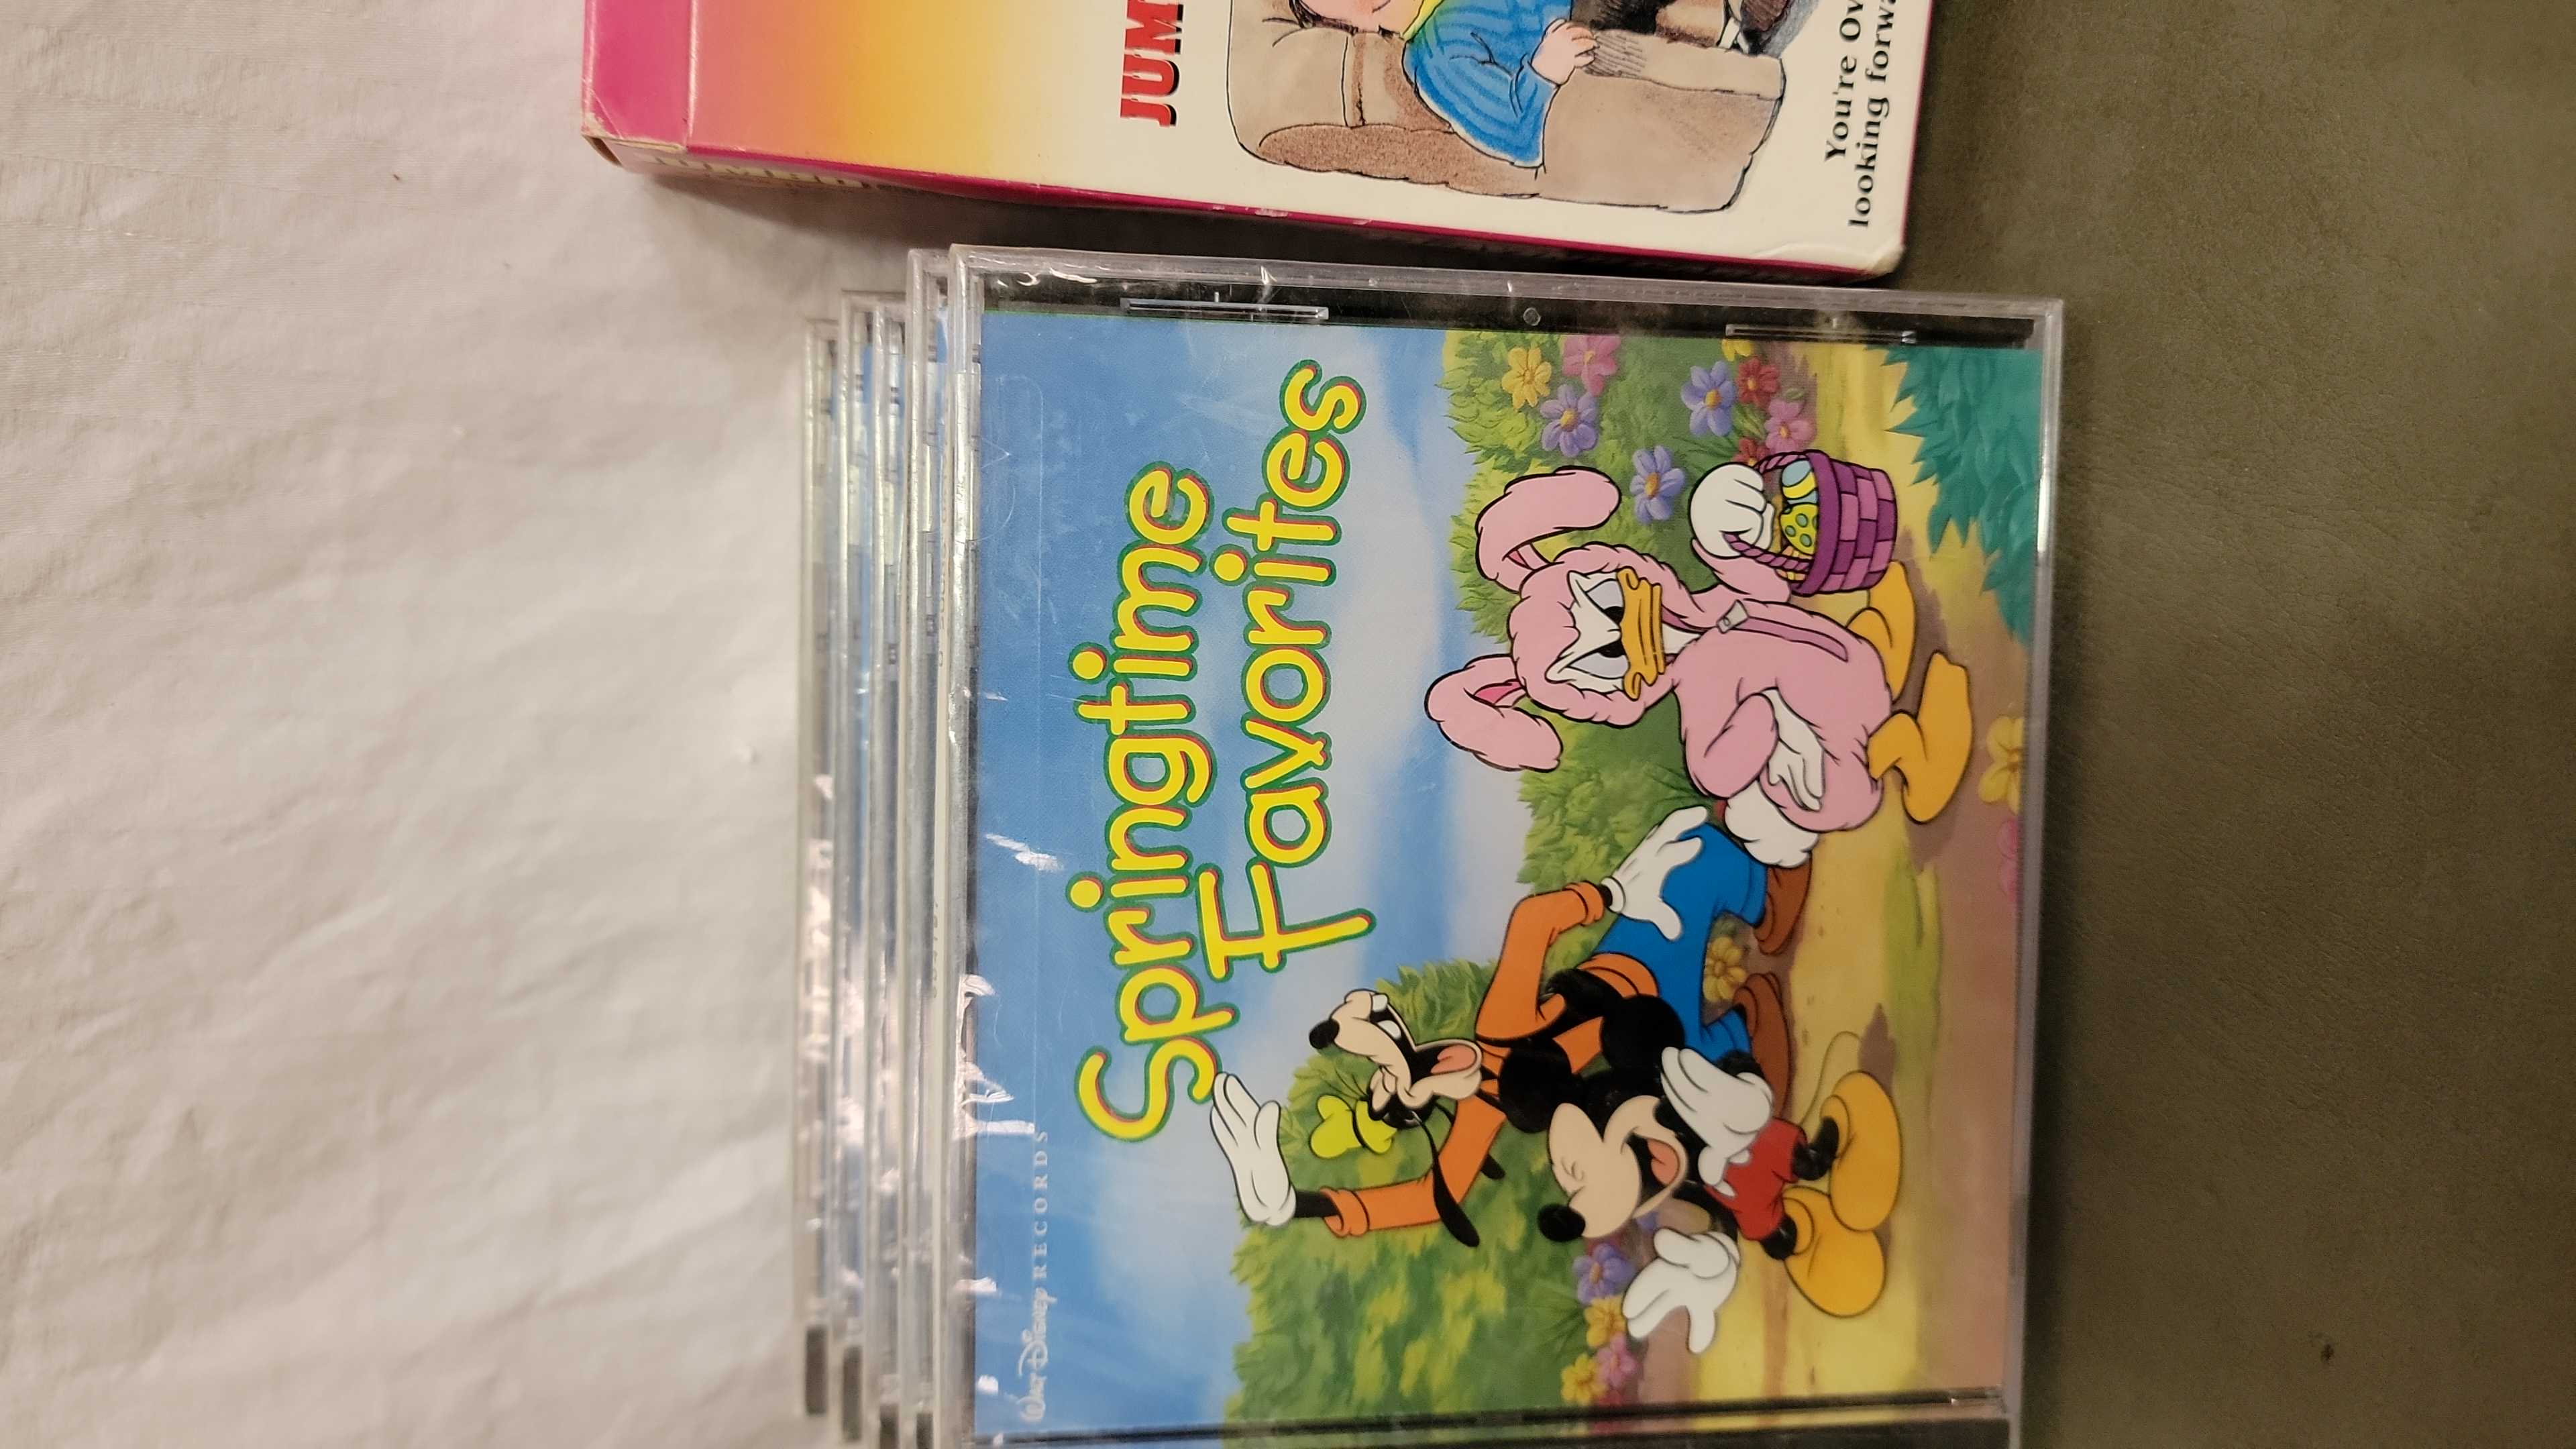 WALT DISNEY RECORDS
Springtime
Favorites
JUM
You're Ov
looking forwa